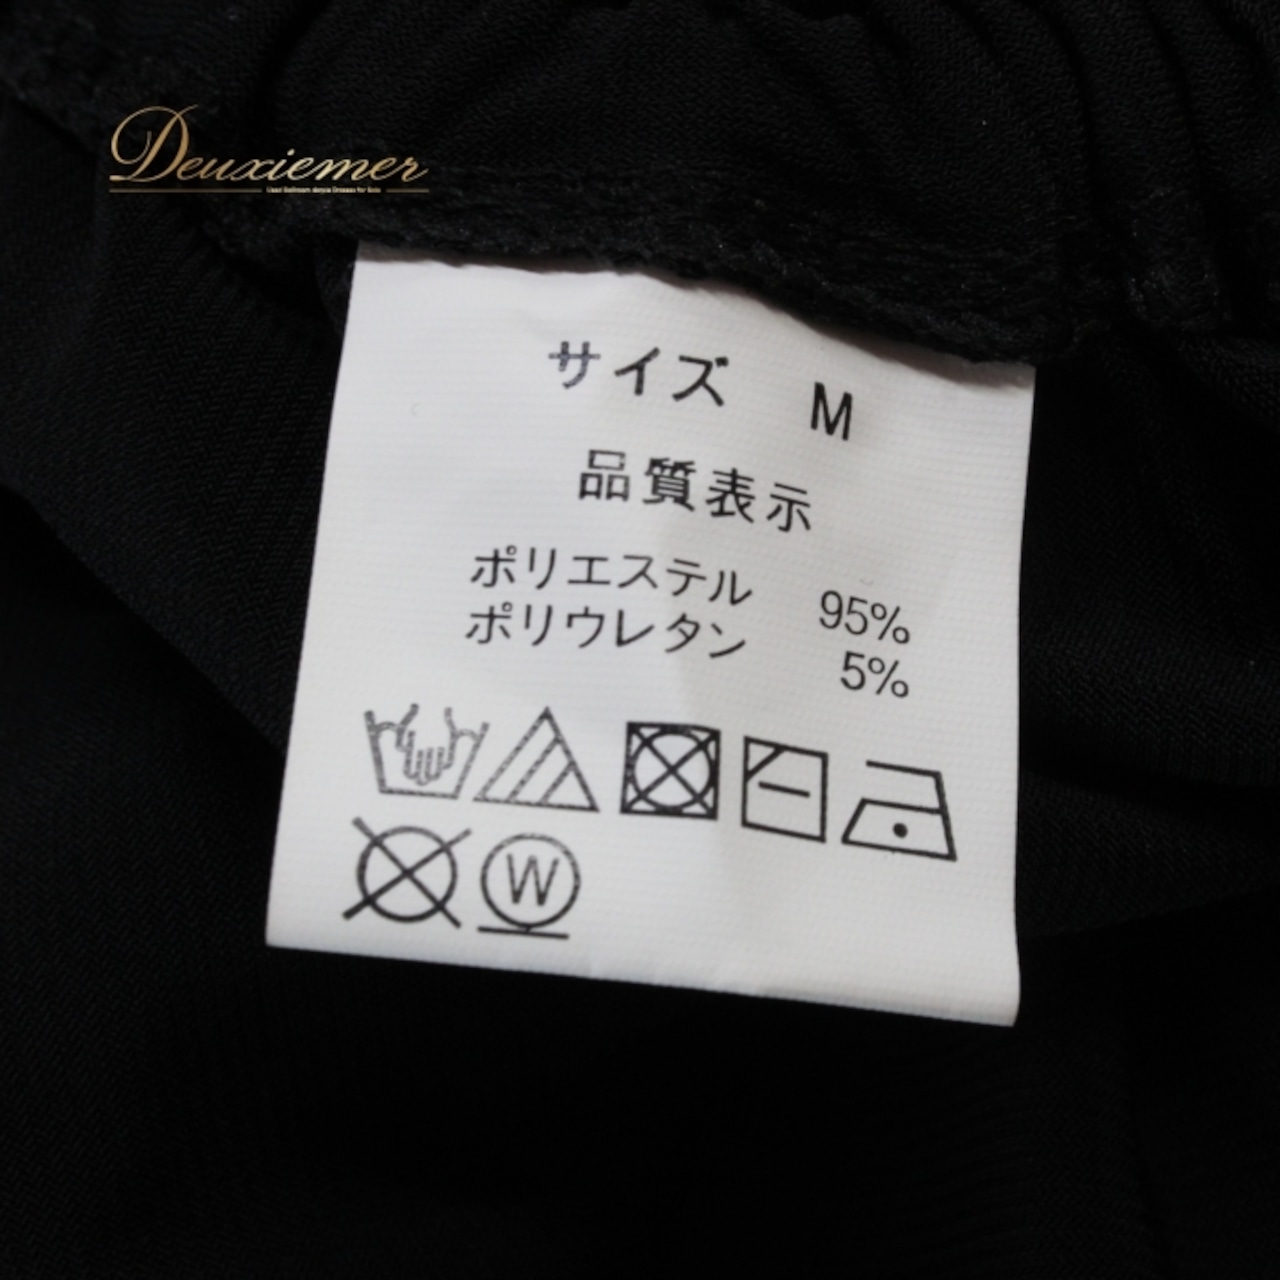 Deuxiemer
サイズ M
品質表示
ポリエステル 95%
ポリウレタン 5%
W